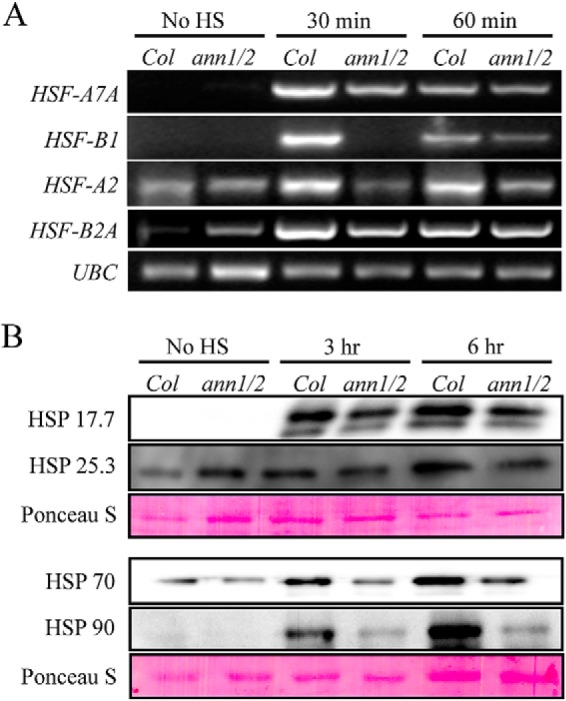 A
No HS 30 min 60 min
Col ann1/2 Col ann1/2 Col ann1/2
HSF-A7A
HSF-B1
HSF-A2
HSF-B2A
UBC
B
No HS 3 hr 6 hr
Col ann1/2 Col ann1/2 Col ann1/2
HSP 17.7
HSP 25.3
Ponceau S
HSP 70
HSP 90
Ponceau S